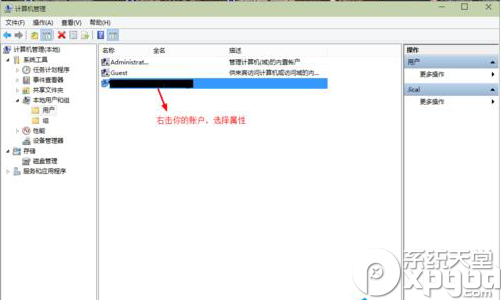 计算机管理
文件(F) 操作(A) 查看(V) 帮助(H)
计算机管理(本地)
系统工具
任务计划程序
事件查看器
共享文件夹
本地用户和组
用户
组
性能
设备管理器
存储
磁盘管理
服务和应用程序
名称 全名 描述
Administrat... 管理计算机(域)的内置帐户
Guest 供来宾访问计算机或访问域的内...
右击你的账户，选择属性
操作
用户
更多操作
.lical
更多操作
系统天堂